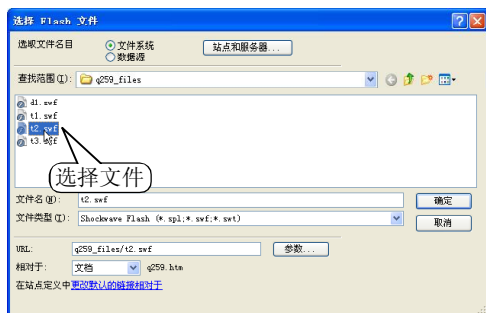 选择 Flash 文件
选取文件名目
文件系统
数据源
站点和服务器...
查找范围(I):
q259_files
d1.swf
t1.swf
t2.swf
t3.swf
选择文件
文件名(N):
t2.swf
确定
文件类型(T):
Shockwave Flash (*.spl;*.swf;*.swt)
取消
URL:
q259_files/t2.swf
参数...
相对于:
文档
q259.htm
在站点定义中更改默认的链接相对于